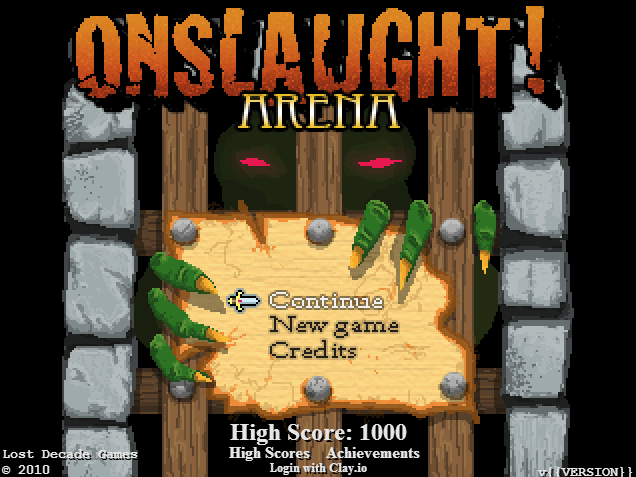 ONSLAUGHT!
ARENA
Continue
New game
Credits
High Score: 1000
High Scores Achievements
Login with Clay.io
Lost Decade Games
© 2010
v{{VERSION}}